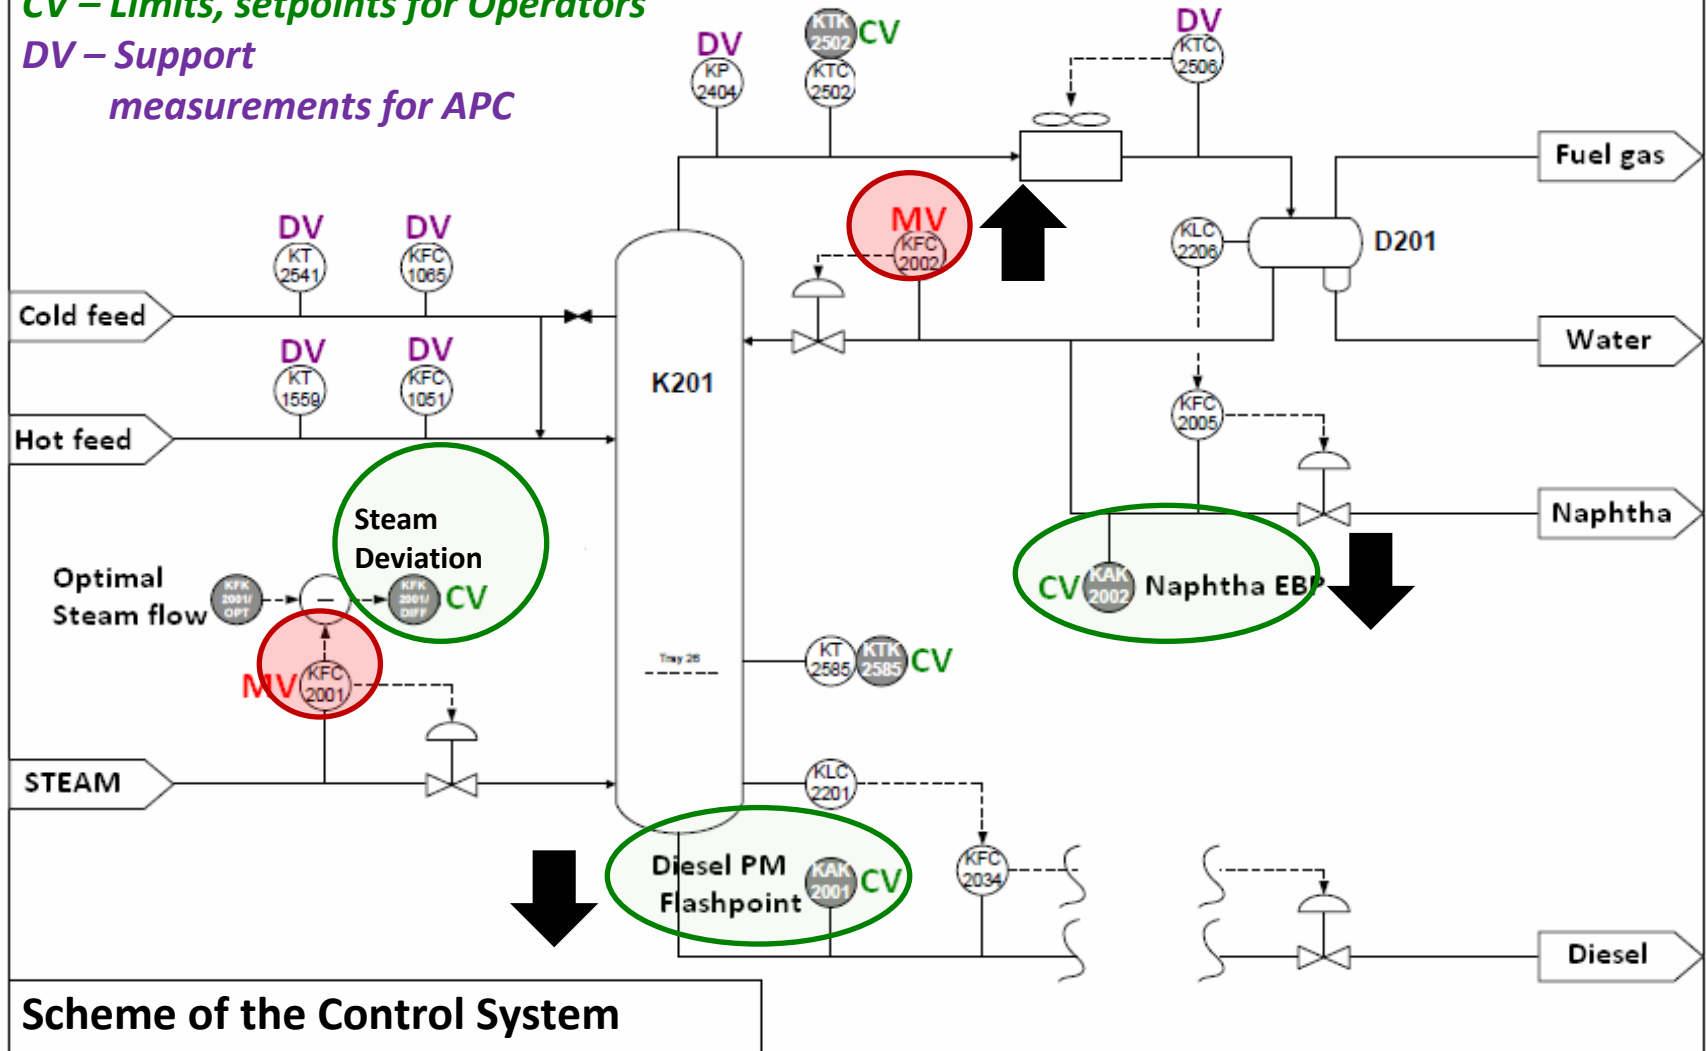 CV – Limits, setpoints for Operators
DV – Support
measurements for APC
DV
KP
2404
KTK
2502
CV
KTC
2502
DV
KTC
2506
Fuel gas
MV
KFC
2002
KLC
2206
D201
DV
KT
2541
DV
KFC
1065
Cold feed
Water
DV
KT
1559
DV
KFC
1051
K201
KFC
2005
Hot feed
Steam
Deviation
Naphtha
Optimal
Steam flow
KFK
2001/
OPT
–
KFK
2001/
DIFF
CV
CV
KAK
2002
Naphtha EBP
MV
KFC
2001
Tray 26
KT
2585
KTK
2585
CV
STEAM
KLC
2201
Diesel PM
Flashpoint
KAK
2001
CV
KFC
2034
Diesel
Scheme of the Control System